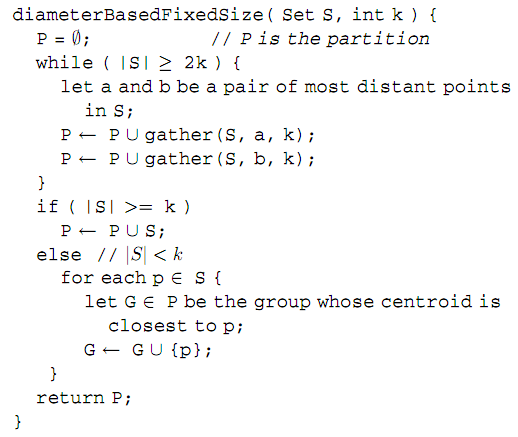 diameterBasedFixedSize( Set S, int k ) {
P = ∅; // P is the partition
while ( |S| ≥ 2k ) {
let a and b be a pair of most distant points
in S;
P ← P ∪ gather(S, a, k);
P ← P ∪ gather(S, b, k);
}
if ( |S| >= k )
P ← P ∪ S;
else // |S| < k
for each p ∈ S {
let G ∈ P be the group whose centroid is
closest to p;
G ← G ∪ {p};
}
return P;
}